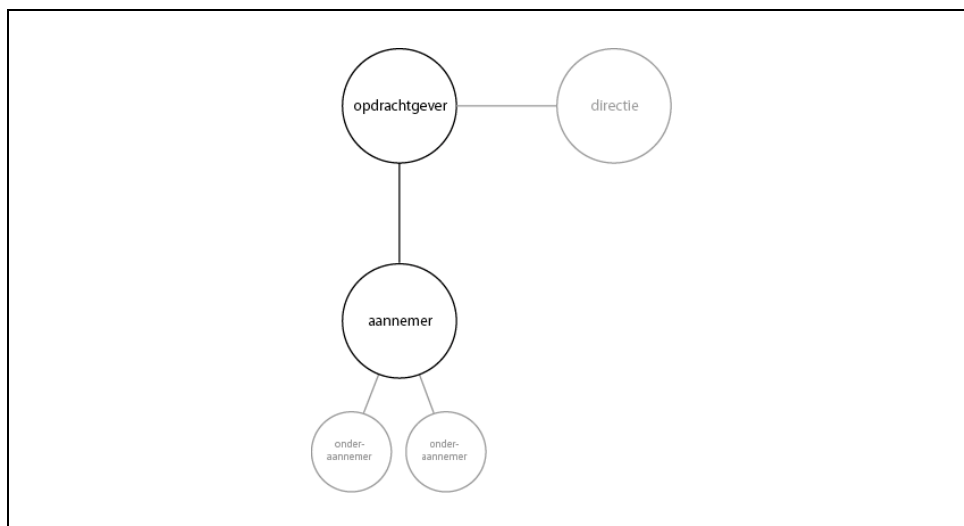 opdrachtgever
directie
aannemer
onder-
aannemer
onder-
aannemer